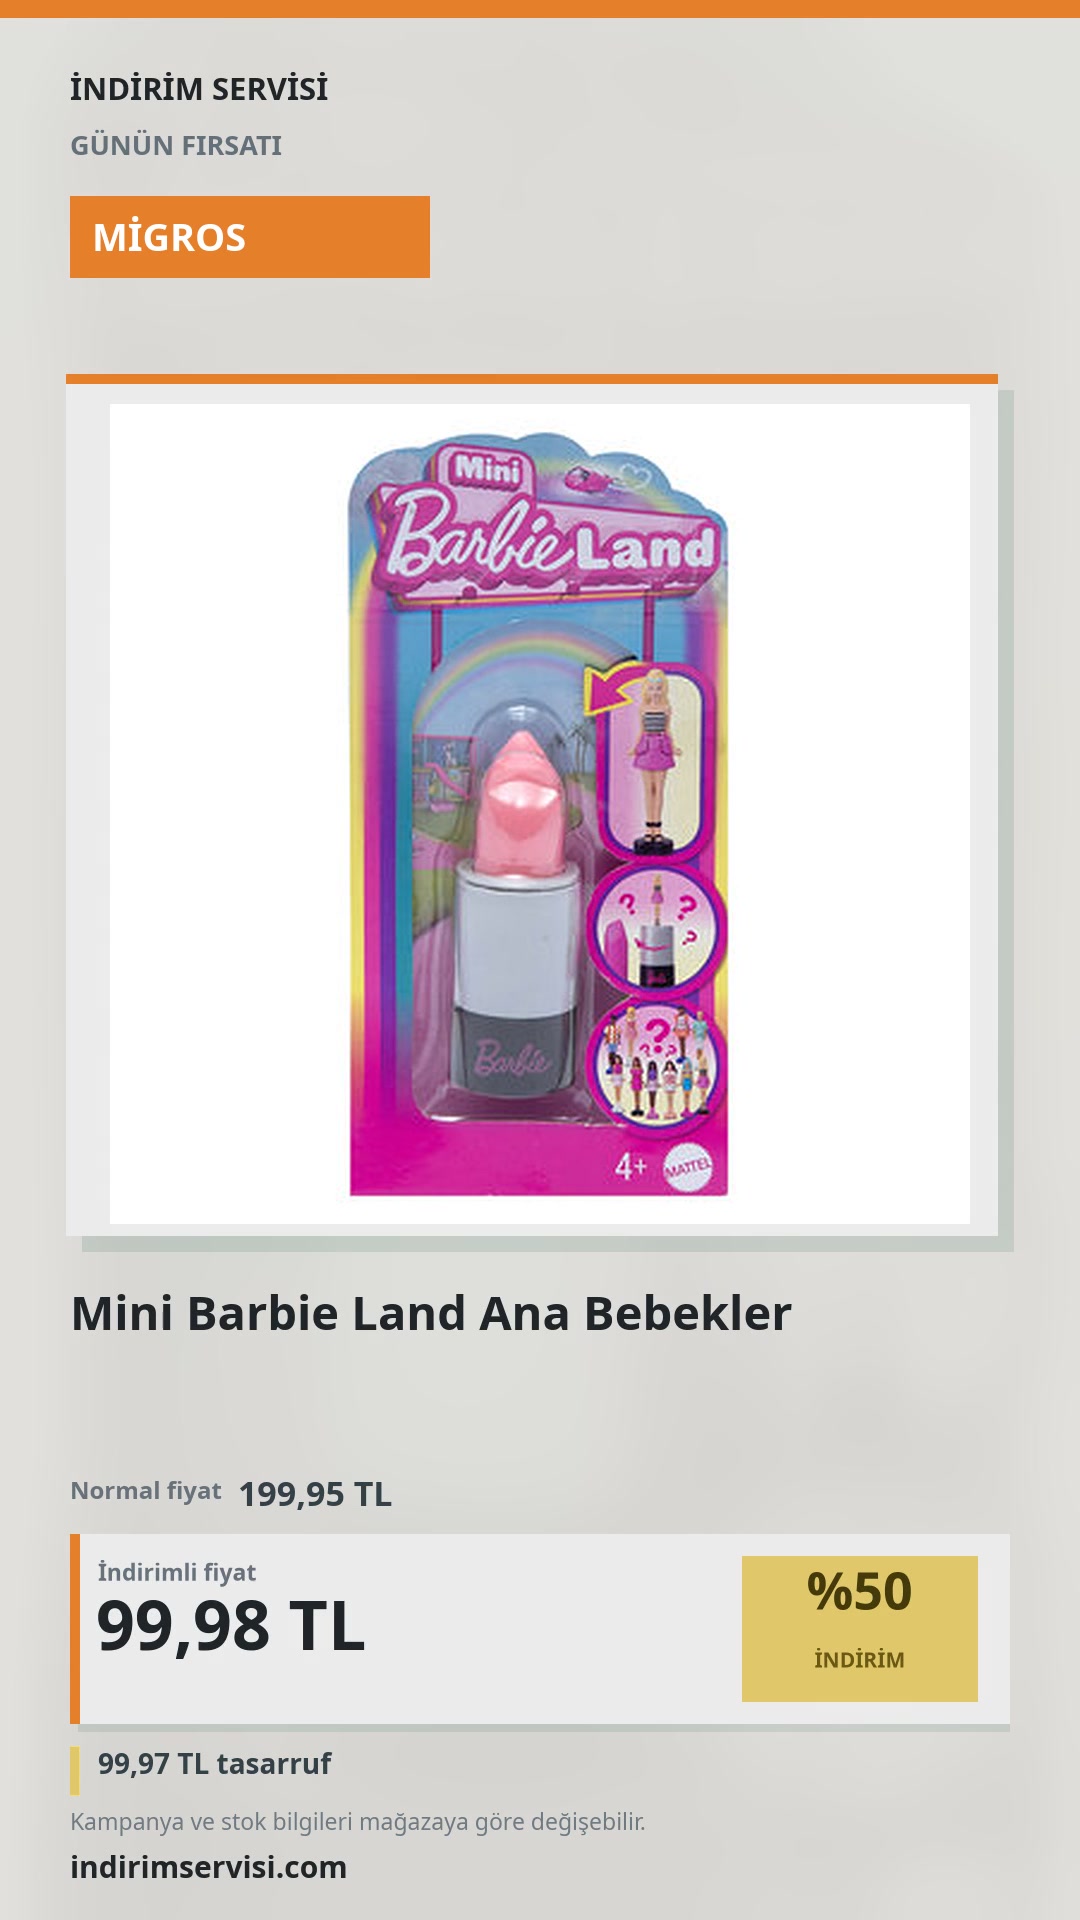 İNDİRİM SERVİSİ
GÜNÜN FIRSATI
MİGROS
Mini
Barbie Land
?
?
?
?
? ? ?
Barbie
4+
MATTEL
Mini Barbie Land Ana Bebekler
Normal fiyat 199,95 TL
İndirimli fiyat
99,98 TL
%50
İNDİRİM
99,97 TL tasarruf
Kampanya ve stok bilgileri mağazaya göre değişebilir.
indirimservisi.com